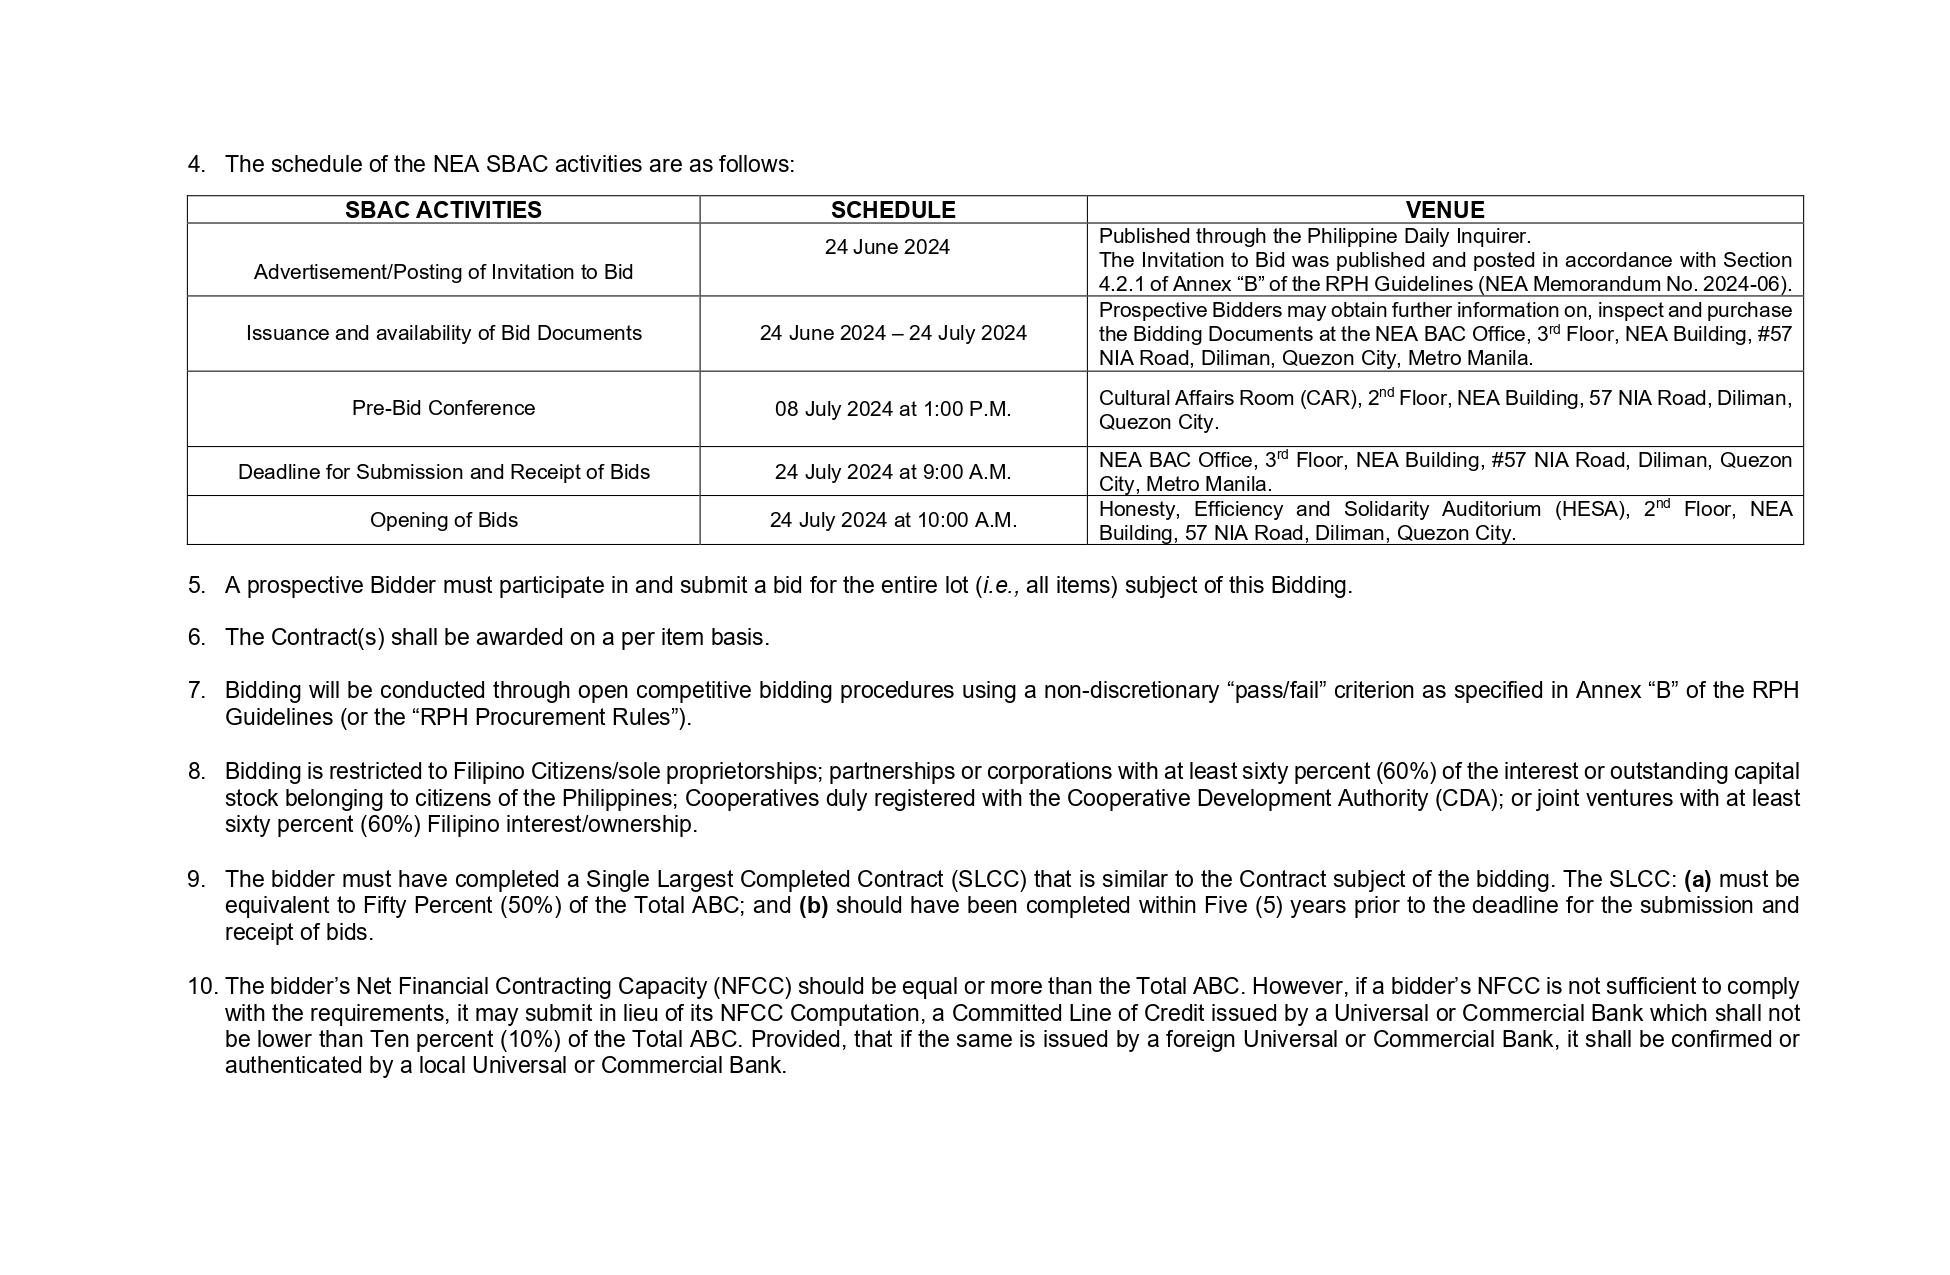 4. The schedule of the NEA SBAC activities are as follows:
SBAC ACTIVITIES SCHEDULE VENUE
Advertisement/Posting of Invitation to Bid
24 June 2024
Published through the Philippine Daily Inquirer.
The Invitation to Bid was published and posted in accordance with Section
4.2.1 of Annex “B” of the RPH Guidelines (NEA Memorandum No. 2024-06).
Issuance and availability of Bid Documents
24 June 2024 – 24 July 2024
Prospective Bidders may obtain further information on, inspect and purchase
the Bidding Documents at the NEA BAC Office, 3rd Floor, NEA Building, #57
NIA Road, Diliman, Quezon City, Metro Manila.
Pre-Bid Conference
08 July 2024 at 1:00 P.M.
Cultural Affairs Room (CAR), 2nd Floor, NEA Building, 57 NIA Road, Diliman,
Quezon City.
Deadline for Submission and Receipt of Bids
24 July 2024 at 9:00 A.M.
NEA BAC Office, 3rd Floor, NEA Building, #57 NIA Road, Diliman, Quezon
City, Metro Manila.
Opening of Bids
24 July 2024 at 10:00 A.M.
Honesty, Efficiency and Solidarity Auditorium (HESA), 2nd Floor, NEA
Building, 57 NIA Road, Diliman, Quezon City.
5. A prospective Bidder must participate in and submit a bid for the entire lot (i.e., all items) subject of this Bidding.
6. The Contract(s) shall be awarded on a per item basis.
7. Bidding will be conducted through open competitive bidding procedures using a non-discretionary “pass/fail” criterion as specified in Annex “B” of the RPH
Guidelines (or the “RPH Procurement Rules”).
8. Bidding is restricted to Filipino Citizens/sole proprietorships; partnerships or corporations with at least sixty percent (60%) of the interest or outstanding capital
stock belonging to citizens of the Philippines; Cooperatives duly registered with the Cooperative Development Authority (CDA); or joint ventures with at least
sixty percent (60%) Filipino interest/ownership.
9. The bidder must have completed a Single Largest Completed Contract (SLCC) that is similar to the Contract subject of the bidding. The SLCC: (a) must be
equivalent to Fifty Percent (50%) of the Total ABC; and (b) should have been completed within Five (5) years prior to the deadline for the submission and
receipt of bids.
10. The bidder’s Net Financial Contracting Capacity (NFCC) should be equal or more than the Total ABC. However, if a bidder’s NFCC is not sufficient to comply
with the requirements, it may submit in lieu of its NFCC Computation, a Committed Line of Credit issued by a Universal or Commercial Bank which shall not
be lower than Ten percent (10%) of the Total ABC. Provided, that if the same is issued by a foreign Universal or Commercial Bank, it shall be confirmed or
authenticated by a local Universal or Commercial Bank.